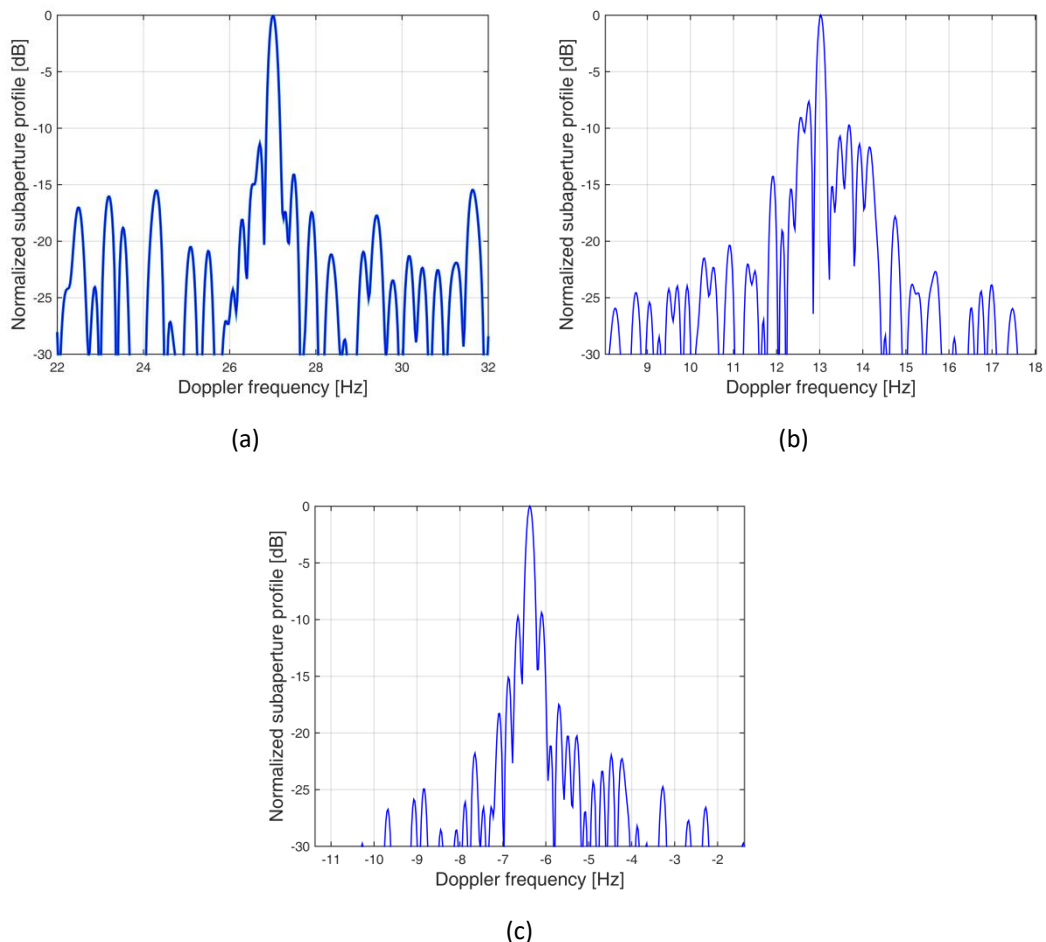 0
-5
-10
-15
-20
-25
-30
Normalized subaperture profile [dB]
22 24 26 28 30 32
Doppler frequency [Hz]
(a)
0
-5
-10
-15
-20
-25
-30
Normalized subaperture profile [dB]
9 10 11 12 13 14 15 16 17 18
Doppler frequency [Hz]
(b)
0
-5
-10
-15
-20
-25
-30
Normalized subaperture profile [dB]
-11 -10 -9 -8 -7 -6 -5 -4 -3 -2
Doppler frequency [Hz]
(c)